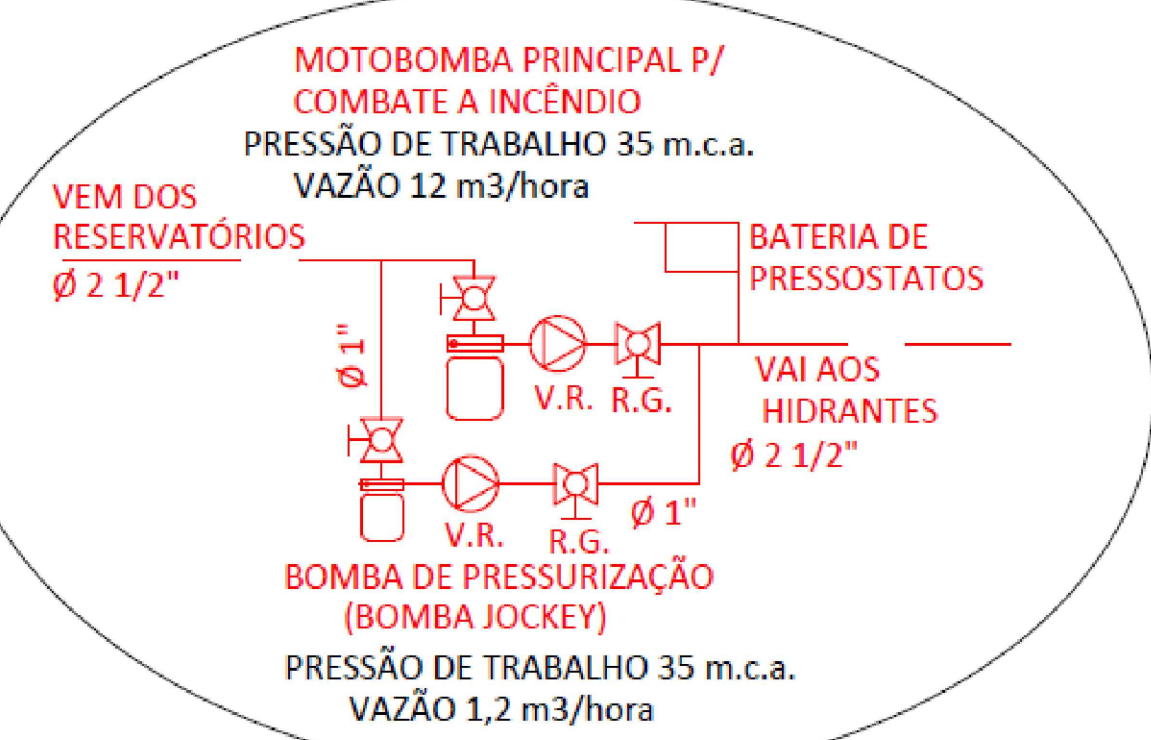 MOTOBOMBA PRINCIPAL P/
COMBATE A INCÊNDIO
PRESSÃO DE TRABALHO 35 m.c.a.
VAZÃO 12 m3/hora
VEM DOS
RESERVATÓRIOS
Ø 2 1/2"
BATERIA DE
PRESSOSTATOS
Ø 1"
V.R. R.G.
VAI AOS
HIDRANTES
Ø 2 1/2"
V.R. R.G.
Ø 1"
BOMBA DE PRESSURIZAÇÃO
(BOMBA JOCKEY)
PRESSÃO DE TRABALHO 35 m.c.a.
VAZÃO 1,2 m3/hora